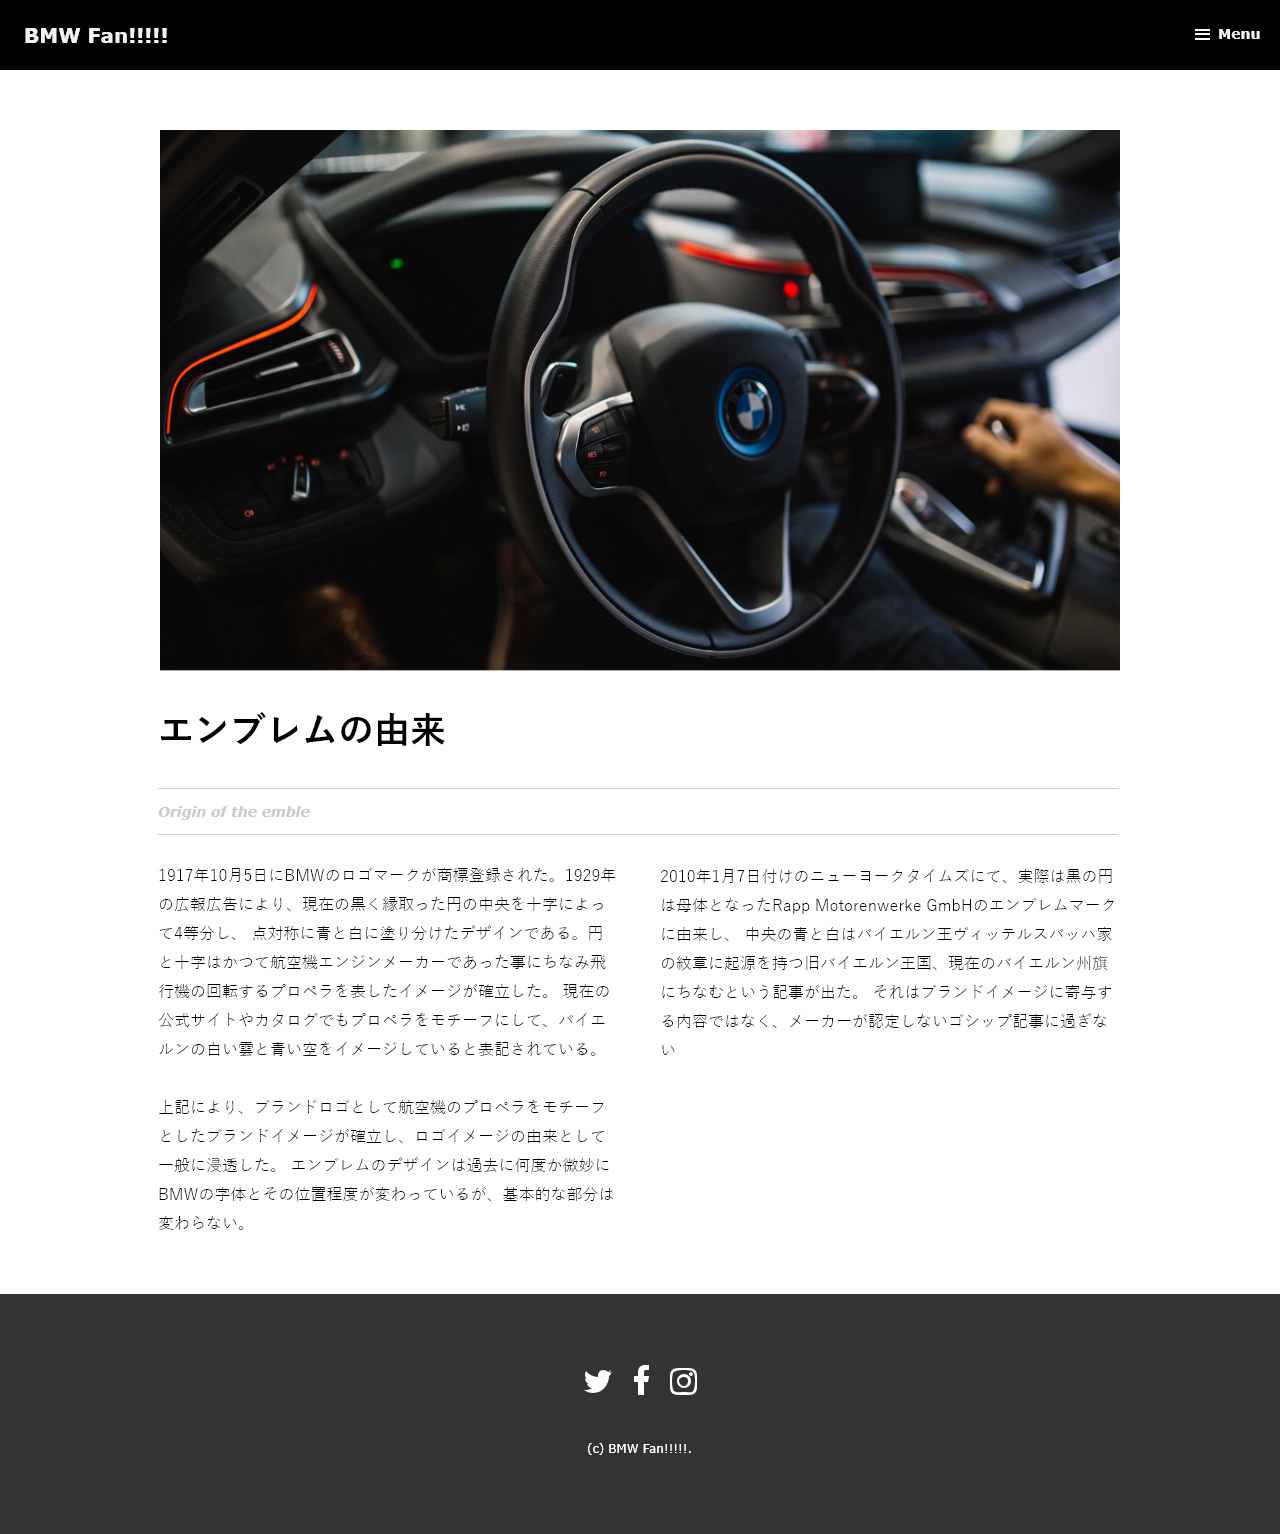 BMW Fan!!!!!
Menu
SET
RES
エンブレムの由来
Origin of the emble
1917年10月5日にBMWのロゴマークが商標登録された。1929年
の広報広告により、現在の黒く縁取った円の中央を十字によっ
て4等分し、 点対称に青と白に塗り分けたデザインである。円
と十字はかつて航空機エンジンメーカーであった事にちなみ飛
行機の回転するプロペラを表したイメージが確立した。 現在の
公式サイトやカタログでもプロペラをモチーフにして、バイエ
ルンの白い雲と青い空をイメージしていると表記されている。
上記により、ブランドロゴとして航空機のプロペラをモチーフ
としたブランドイメージが確立し、ロゴイメージの由来として
一般に浸透した。 エンブレムのデザインは過去に何度か微妙に
BMWの字体とその位置程度が変わっているが、基本的な部分は
変わらない。
2010年1月7日付けのニューヨークタイムズにて、実際は黒の円
は母体となったRapp Motorenwerke GmbHのエンブレムマーク
に由来し、 中央の青と白はバイエルン王ヴィッテルスバッハ家
の紋章に起源を持つ旧バイエルン王国、現在のバイエルン州旗
にちなむという記事が出た。 それはブランドイメージに寄与す
る内容ではなく、メーカーが認定しないゴシップ記事に過ぎな
い
(c) BMW Fan!!!!!.